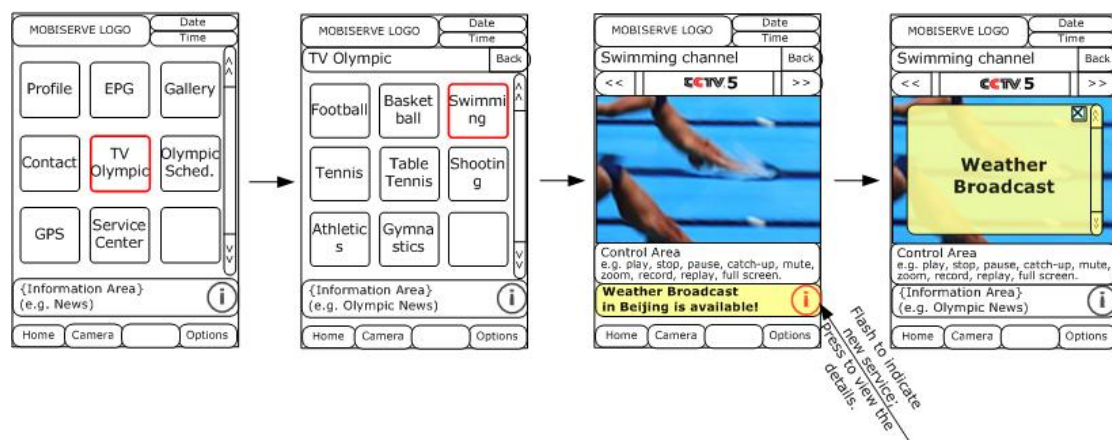 MOBISERVE LOGO
Date
Time
Profile
EPG
Gallery
Contact
TV
Olympic
Olympic
Sched.
GPS
Service
Center
{Information Area}
(e.g. News)
i
Home
Camera
Options
MOBISERVE LOGO
Date
Time
TV Olympic
Back
Football
Basket
ball
Swimmi
ng
Tennis
Table
Tennis
Shootin
g
Athletic
s
Gymna
stics
{Information Area}
(e.g. Olympic News)
i
Home
Camera
Options
MOBISERVE LOGO
Date
Time
Swimming channel
Back
<<
CCTV 5
>>
Control Area
e.g. play, stop, pause, catch-up, mute,
zoom, record, replay, full screen.
Weather Broadcast
in Beijing is available!
i
Home
Camera
Options
Flash to indicate
new service;
Press to view the
details.
MOBISERVE LOGO
Date
Time
Swimming channel
Back
<<
CCTV 5
>>
Weather
Broadcast
Control Area
e.g. play, stop, pause, catch-up, mute,
zoom, record, replay, full screen.
{Information Area}
(e.g. Olympic News)
i
Home
Camera
Options